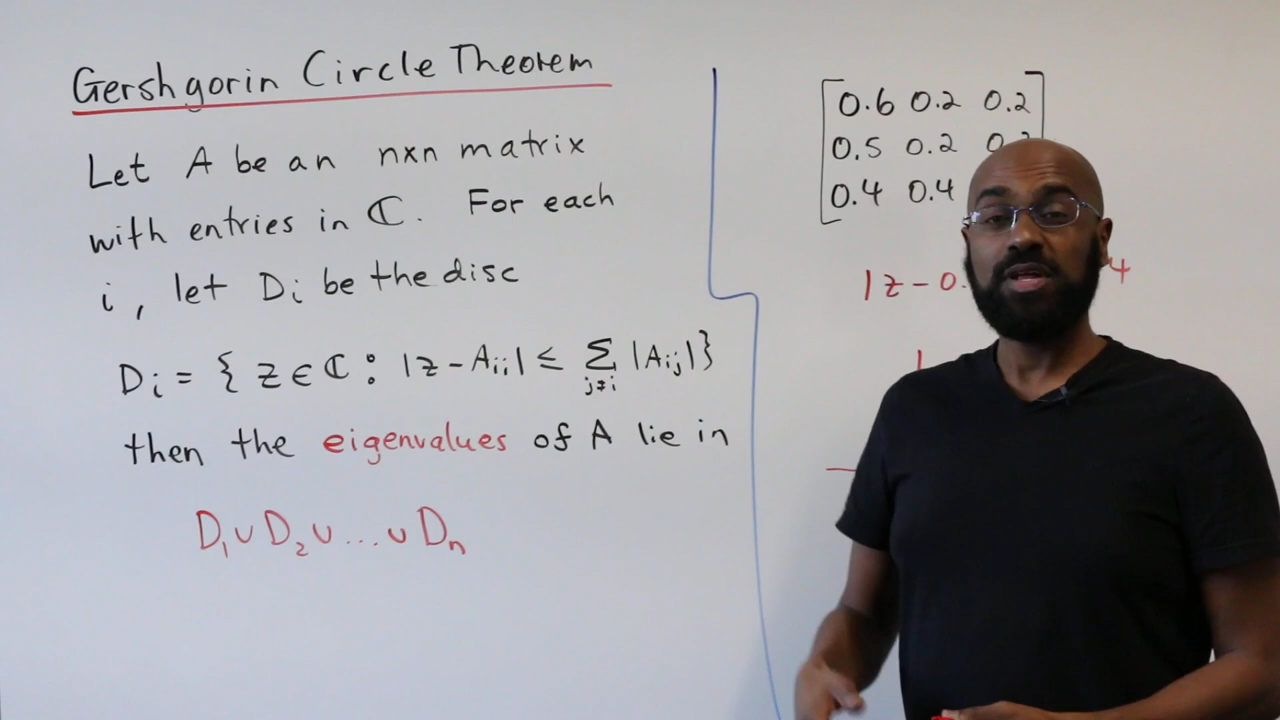 Gershgorin Circle Theorem
Let A be an nxn matrix
with entries in ℂ. For each
i, let Di be the disc
Di = { z ∈ ℂ : |z - Aii| ≤ Σ j≠i |Aij| }
then the eigenvalues of A lie in
D1 ∪ D2 ∪ ... ∪ Dn
0.6 0.2 0.2
0.5 0.2
0.4 0.4
|z - 0. 4